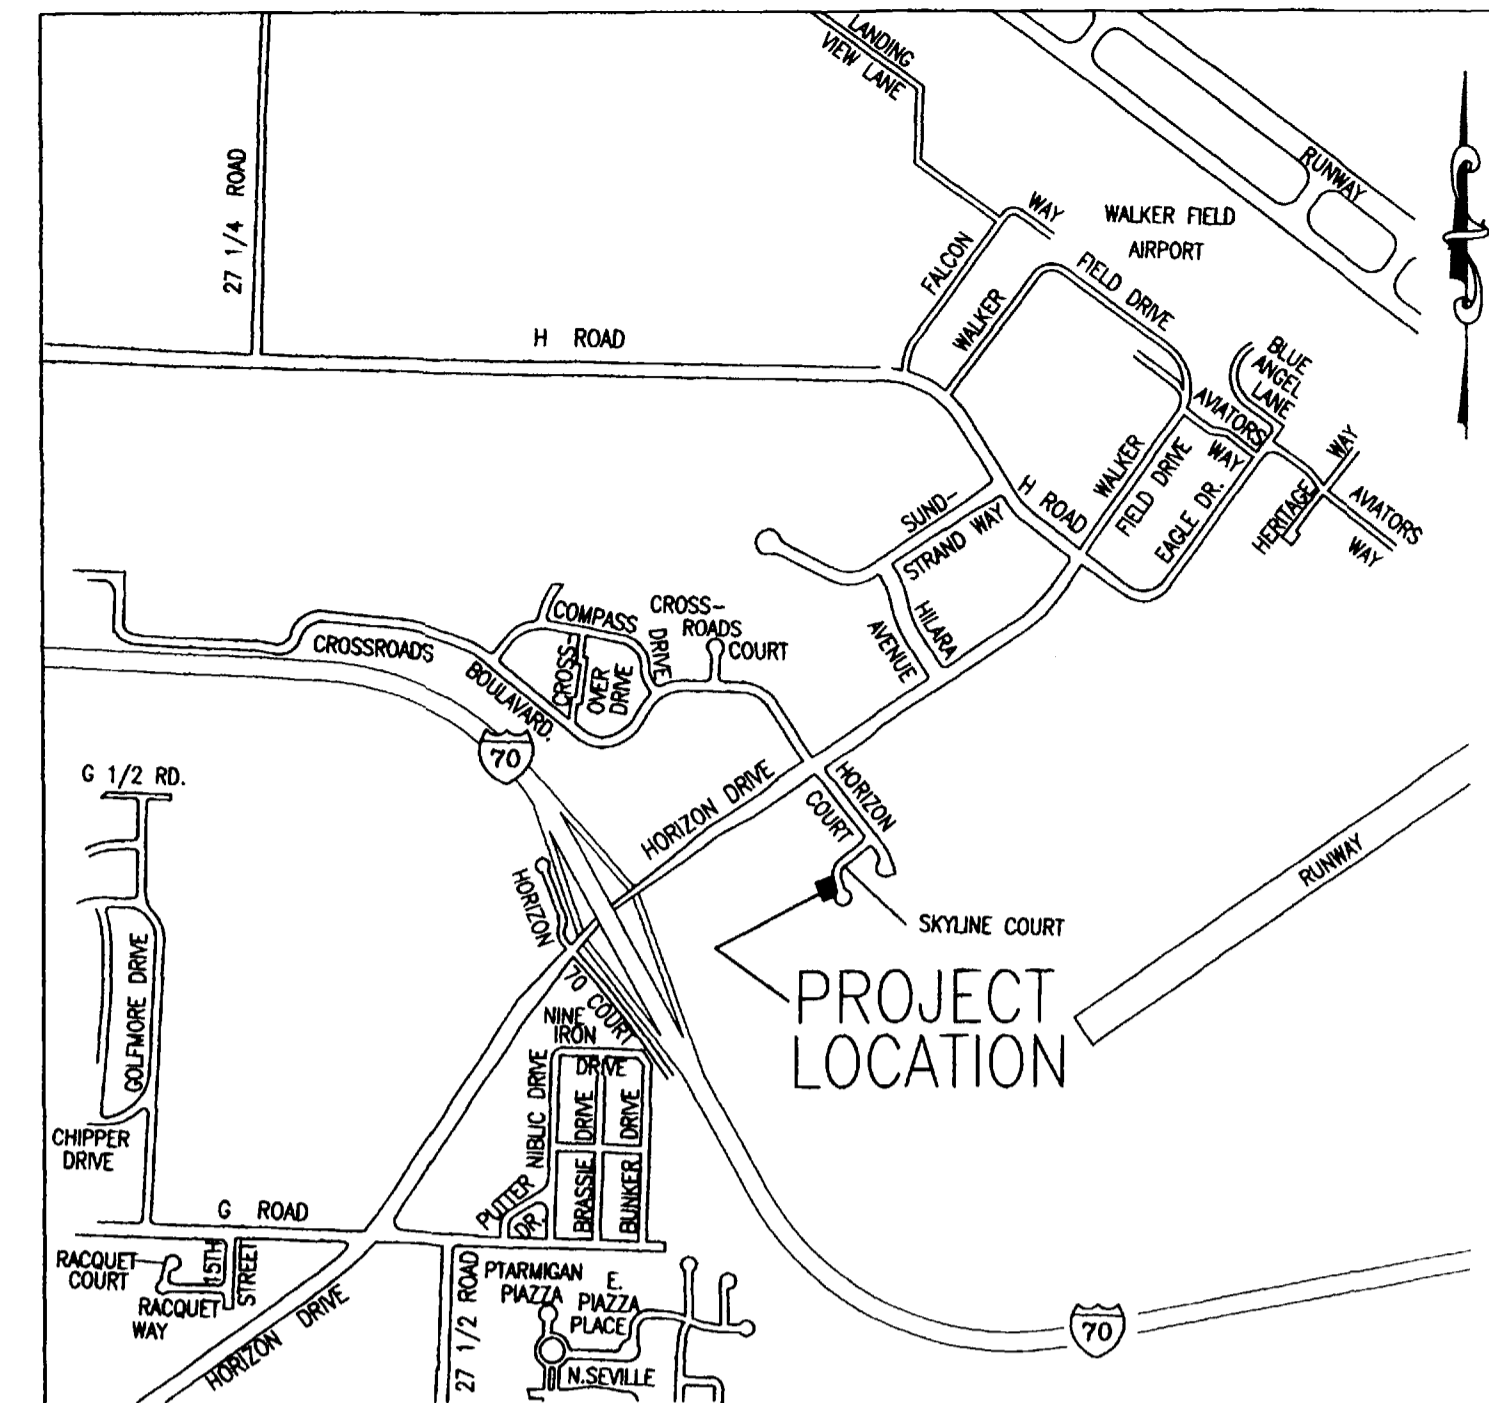 LANDING
VIEW LANE
RUNWAY
27 1/4 ROAD
WAY
WALKER FIELD
AIRPORT
FALCON
WALKER
FIELD DRIVE
H ROAD
BLUE
ANGEL
LANE
AVIATORS
WAY
WALKER
FIELD DRIVE
EAGLE DR.
WAY
HERITAGE
AVIATORS
WAY
H ROAD
SUND-
STRAND WAY
HILARA
AVENUE
COMPASS
DRIVE
CROSS-
ROADS
COURT
CROSSROADS
BOULAVARD.
CROSS-
OVER
DRIVE
70
G 1/2 RD.
HORIZON DRIVE
HORIZON
COURT
RUNWAY
HORIZON
70 COURT
SKYLINE COURT
PROJECT
LOCATION
GOLFMORE DRIVE
NINE
IRON
DRIVE
NIBLIC DRIVE
DRIVE
DRIVE
CHIPPER
DRIVE
PUTTER
DR.
BRASSIE
BUNKER
G ROAD
RACQUET
COURT
15TH
STREET
RACQUET
WAY
HORIZON DRIVE
27 1/2 ROAD
PTARMIGAN
PIAZZA
E.
PIAZZA
PLACE
N.SEVILLE
70